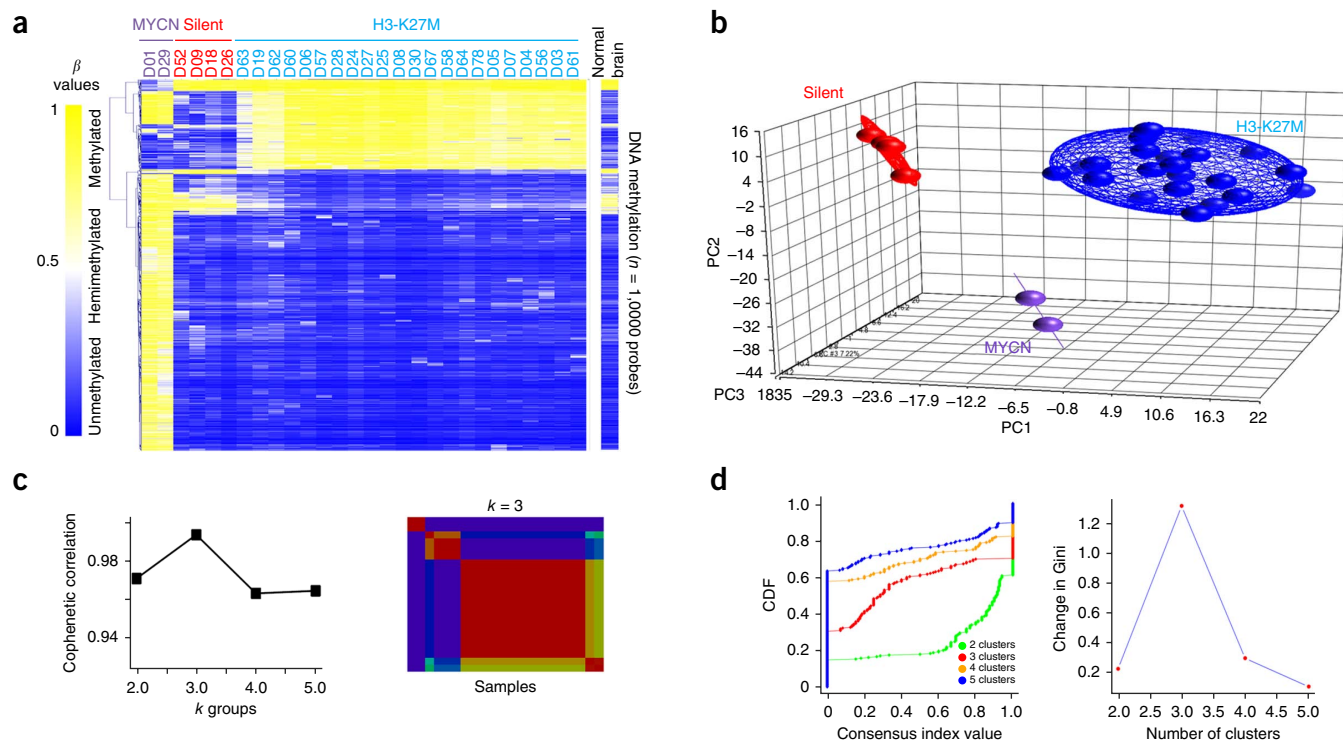 a
MYCN Silent H3-K27M
D01 D29 D52 D09 D18 D26 D63 D19 D62 D60 D06 D57 D28 D24 D27 D25 D08 D30 D67 D58 D64 D78 D05 D07 D04 D56 D03 D61
Normal
brain
β
values
1
0.5
0
Methylated
Hemimethylated
Unmethylated
DNA methylation (n = 1,0000 probes)
b
Silent
H3-K27M
MYCN
PC2
16
10
4
−2
−8
−14
−20
−26
−32
−38
−44
PC3 1835 −29.3 −23.6 −17.9 −12.2 −6.5 −0.8 4.9 10.6 16.3 22
PC1
c
Cophenetic correlation
0.98
0.94
2.0 3.0 4.0 5.0
k groups
k = 3
Samples
d
CDF
1.0
0.8
0.6
0.4
0.2
0
2 clusters
3 clusters
4 clusters
5 clusters
0 0.2 0.4 0.6 0.8 1.0
Consensus index value
Change in Gini
1.2
1.0
0.8
0.6
0.4
0.2
2.0 2.5 3.0 3.5 4.0 4.5 5.0
Number of clusters